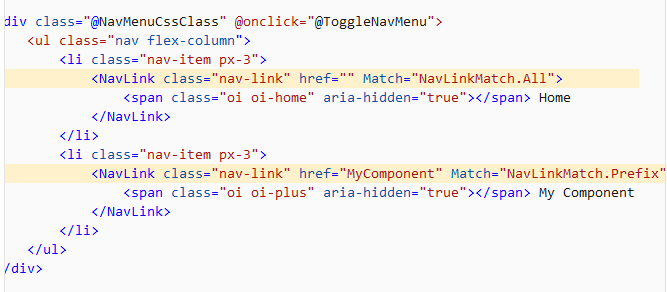 div class="@NavMenuCssClass" @onclick="@ToggleNavMenu">
<ul class="nav flex-column">
<li class="nav-item px-3">
<NavLink class="nav-link" href="" Match="NavLinkMatch.All">
<span class="oi oi-home" aria-hidden="true"></span> Home
</NavLink>
</li>
<li class="nav-item px-3">
<NavLink class="nav-link" href="MyComponent" Match="NavLinkMatch.Prefix"
<span class="oi oi-plus" aria-hidden="true"></span> My Component
</NavLink>
</li>
</ul>
/div>